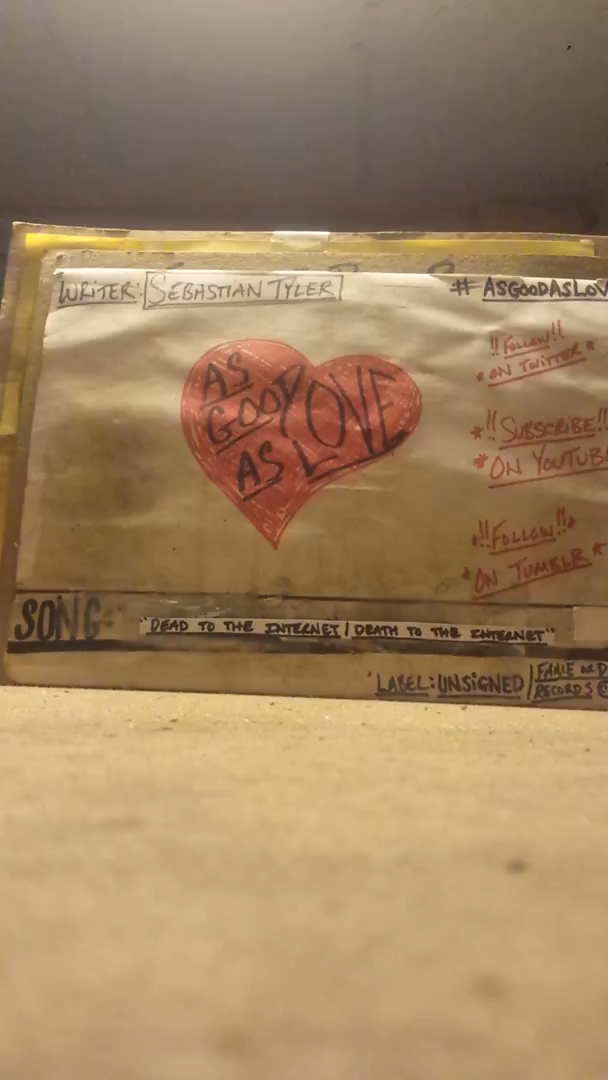 WRITER: SEBASTIAN TYLER
# ASGOODASLOV
!! FOLLOW!!
* ON TWITTER *
*!! SUBSCRIBE!!
* ON YOUTUB
*!! FOLLOW!! *
* ON TUMBLR *
AS
GOOD
AS LOVE
SONG: "DEAD TO THE INTERNET / DEATH TO THE INTERNET"
LABEL: UNSIGNED /
RECORDS @